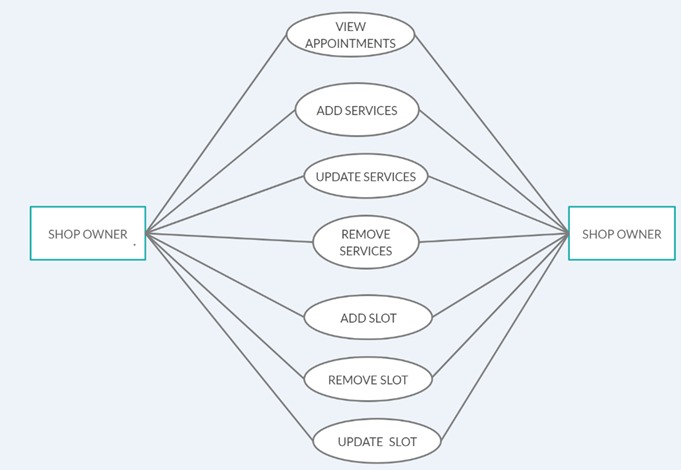 VIEW
APPOINTMENTS
ADD SERVICES
UPDATE SERVICES
SHOP OWNER .
REMOVE
SERVICES
SHOP OWNER
ADD SLOT
REMOVE SLOT
UPDATE SLOT